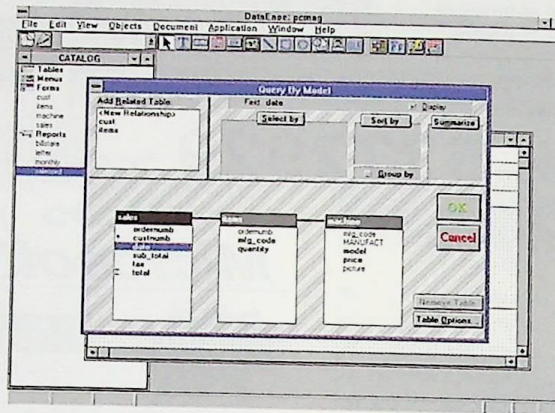 DataEase: pcmag
File Edit View Objects Document Application Window Help
CATALOG
Tables
Menus
Forms
cust
items
machine
sales
Reports
billstate
letter
monthly
Query By Model
Add Related Table
<New Relationship>
cust
items
date
Display
Select by
Sort by
Summarize
Group by
sales
ordernumb
custnumb
date
sub_total
tax
total
items
ordernumb
mfg_code
quantity
mfg_code
MANUFACT
model
price
picture
OK
Cancel
Remove Table
Table Options...